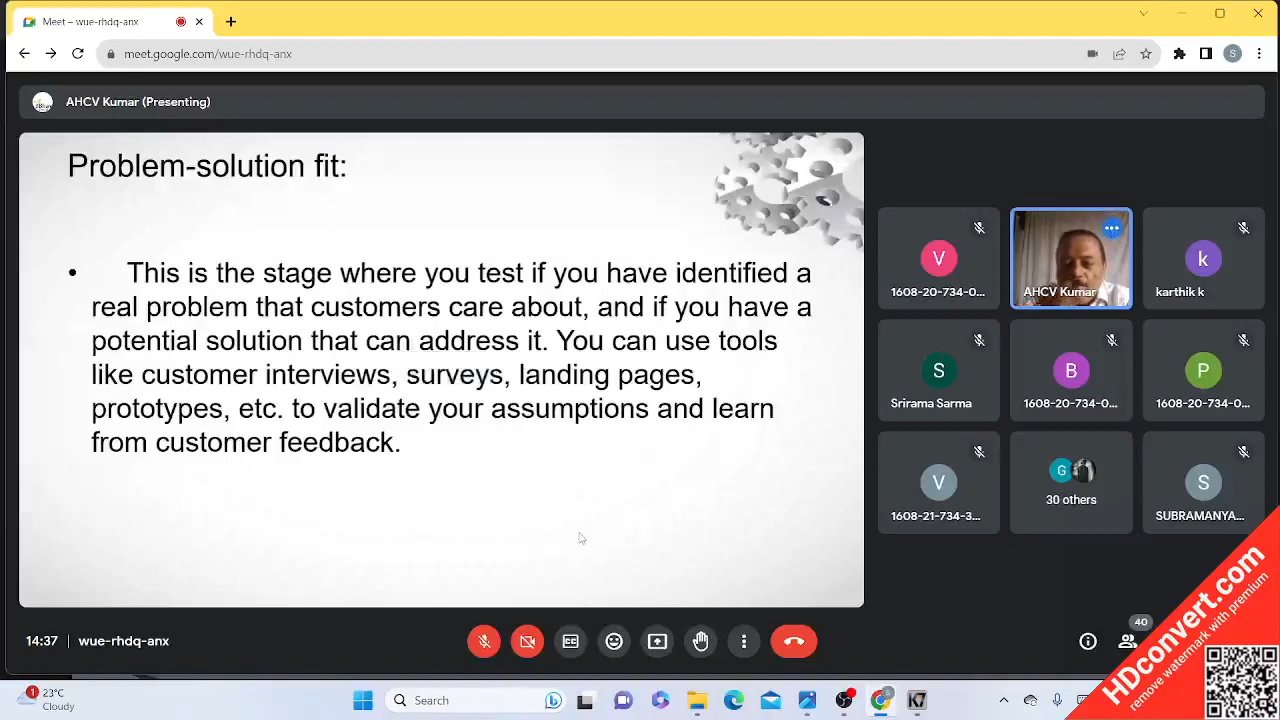 Meet – wue-rhdq-anx
meet.google.com/wue-rhdq-anx
S
AHCV Kumar (Presenting)
Problem-solution fit:
• This is the stage where you test if you have identified a
real problem that customers care about, and if you have a
potential solution that can address it. You can use tools
like customer interviews, surveys, landing pages,
prototypes, etc. to validate your assumptions and learn
from customer feedback.
V
1608-20-734-0...
AHCV Kumar
k
karthik k
S
Srirama Sarma
B
1608-20-734-0...
P
1608-20-734-0...
V
1608-21-734-3...
G
30 others
S
SUBRAMANYA...
14:37 | wue-rhdq-anx
40
HDconvert.com
remove watermark with premium
1
23°C
Cloudy
Search